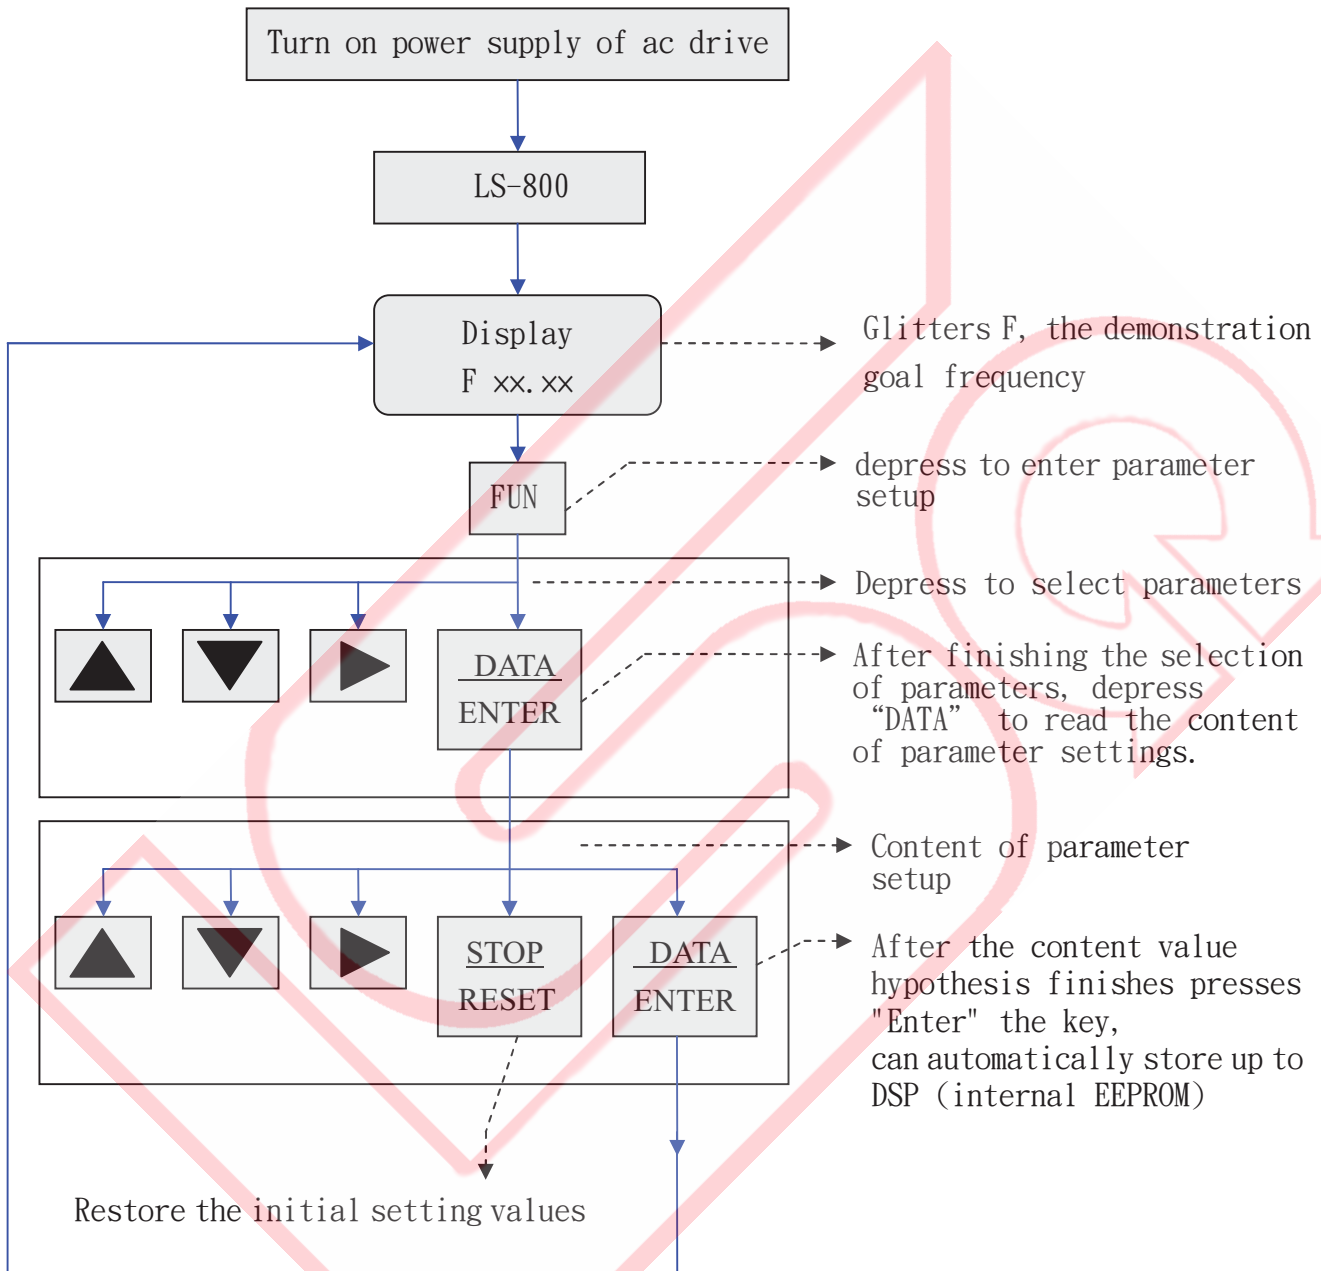 Turn on power supply of ac drive
LS-800
Display
F xx.xx
Glitters F, the demonstration
goal frequency
FUN
depress to enter parameter
setup
Depress to select parameters
DATA
ENTER
After finishing the selection
of parameters, depress
“DATA” to read the content
of parameter settings.
Content of parameter
setup
STOP
RESET
DATA
ENTER
After the content value
hypothesis finishes presses
"Enter" the key,
can automatically store up to
DSP (internal EEPROM)
Restore the initial setting values